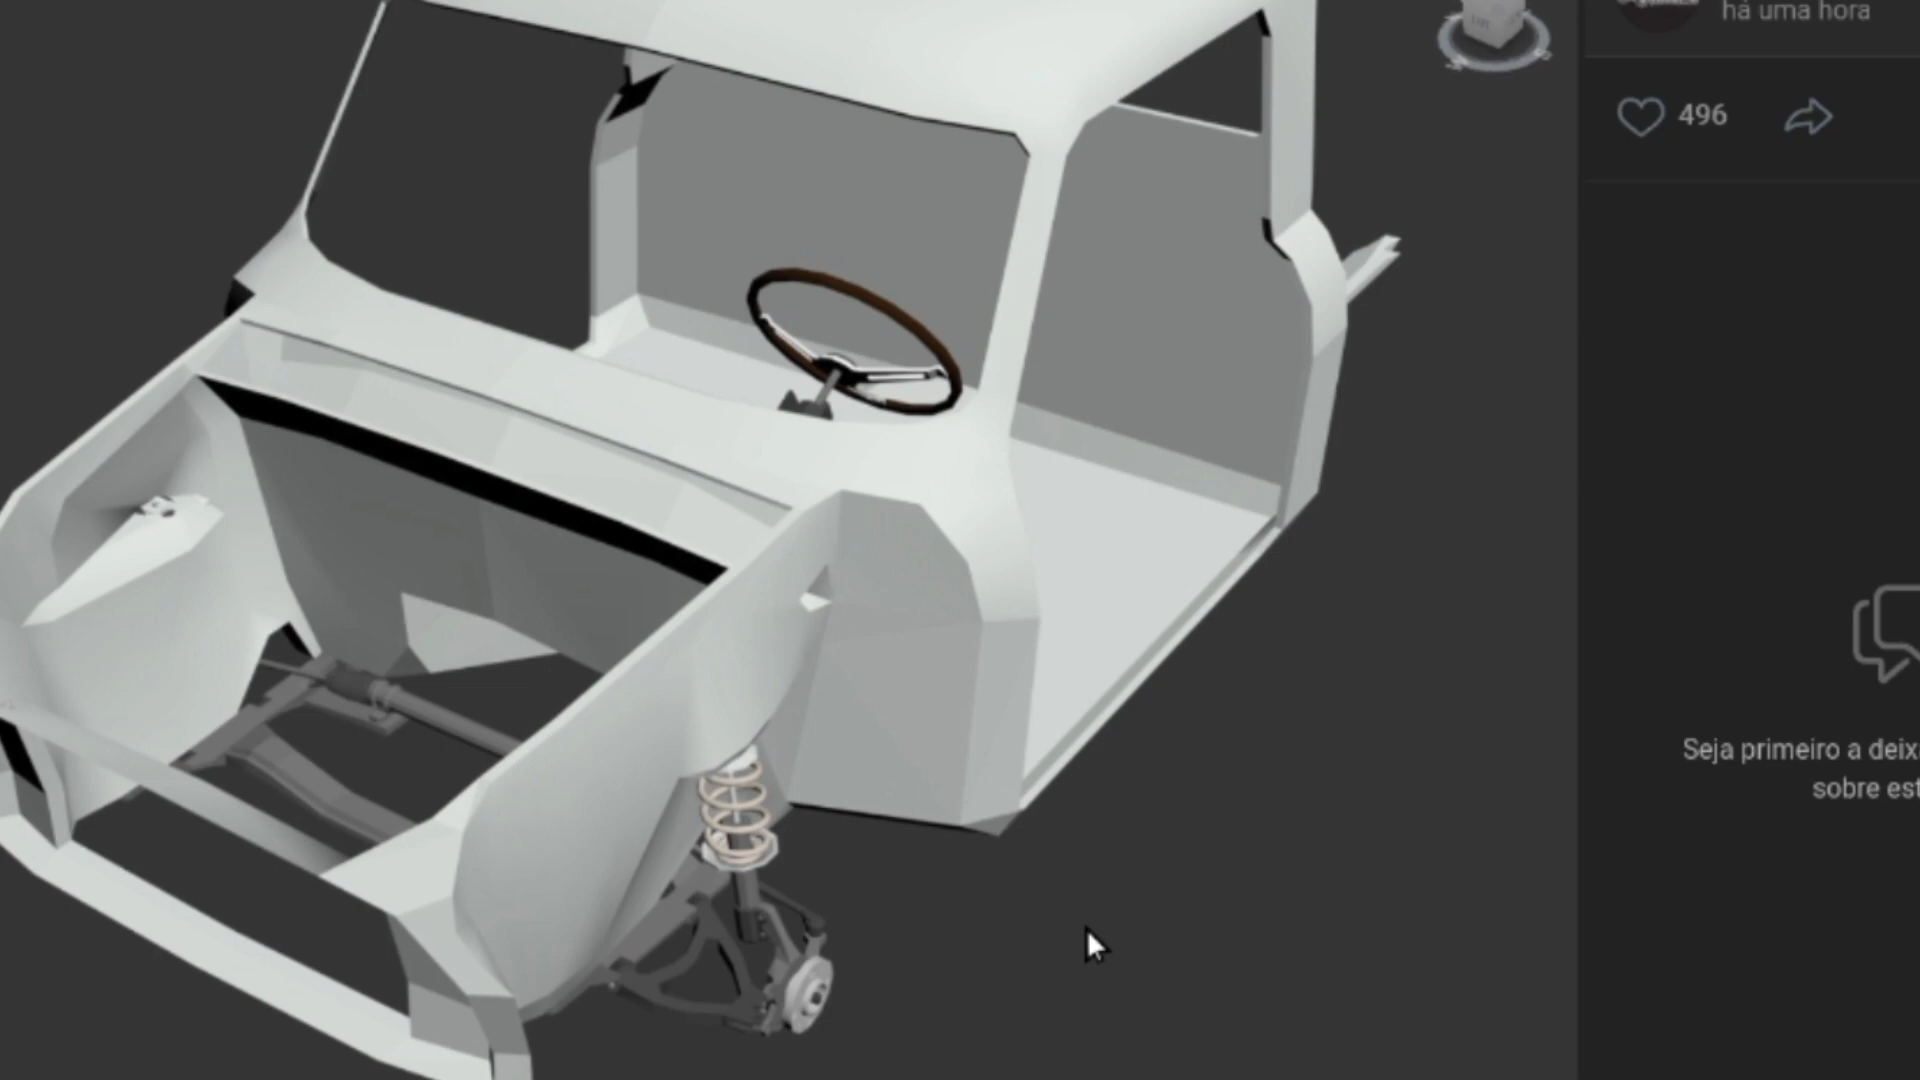 há uma hora
496
Seja primeiro a deix
sobre est